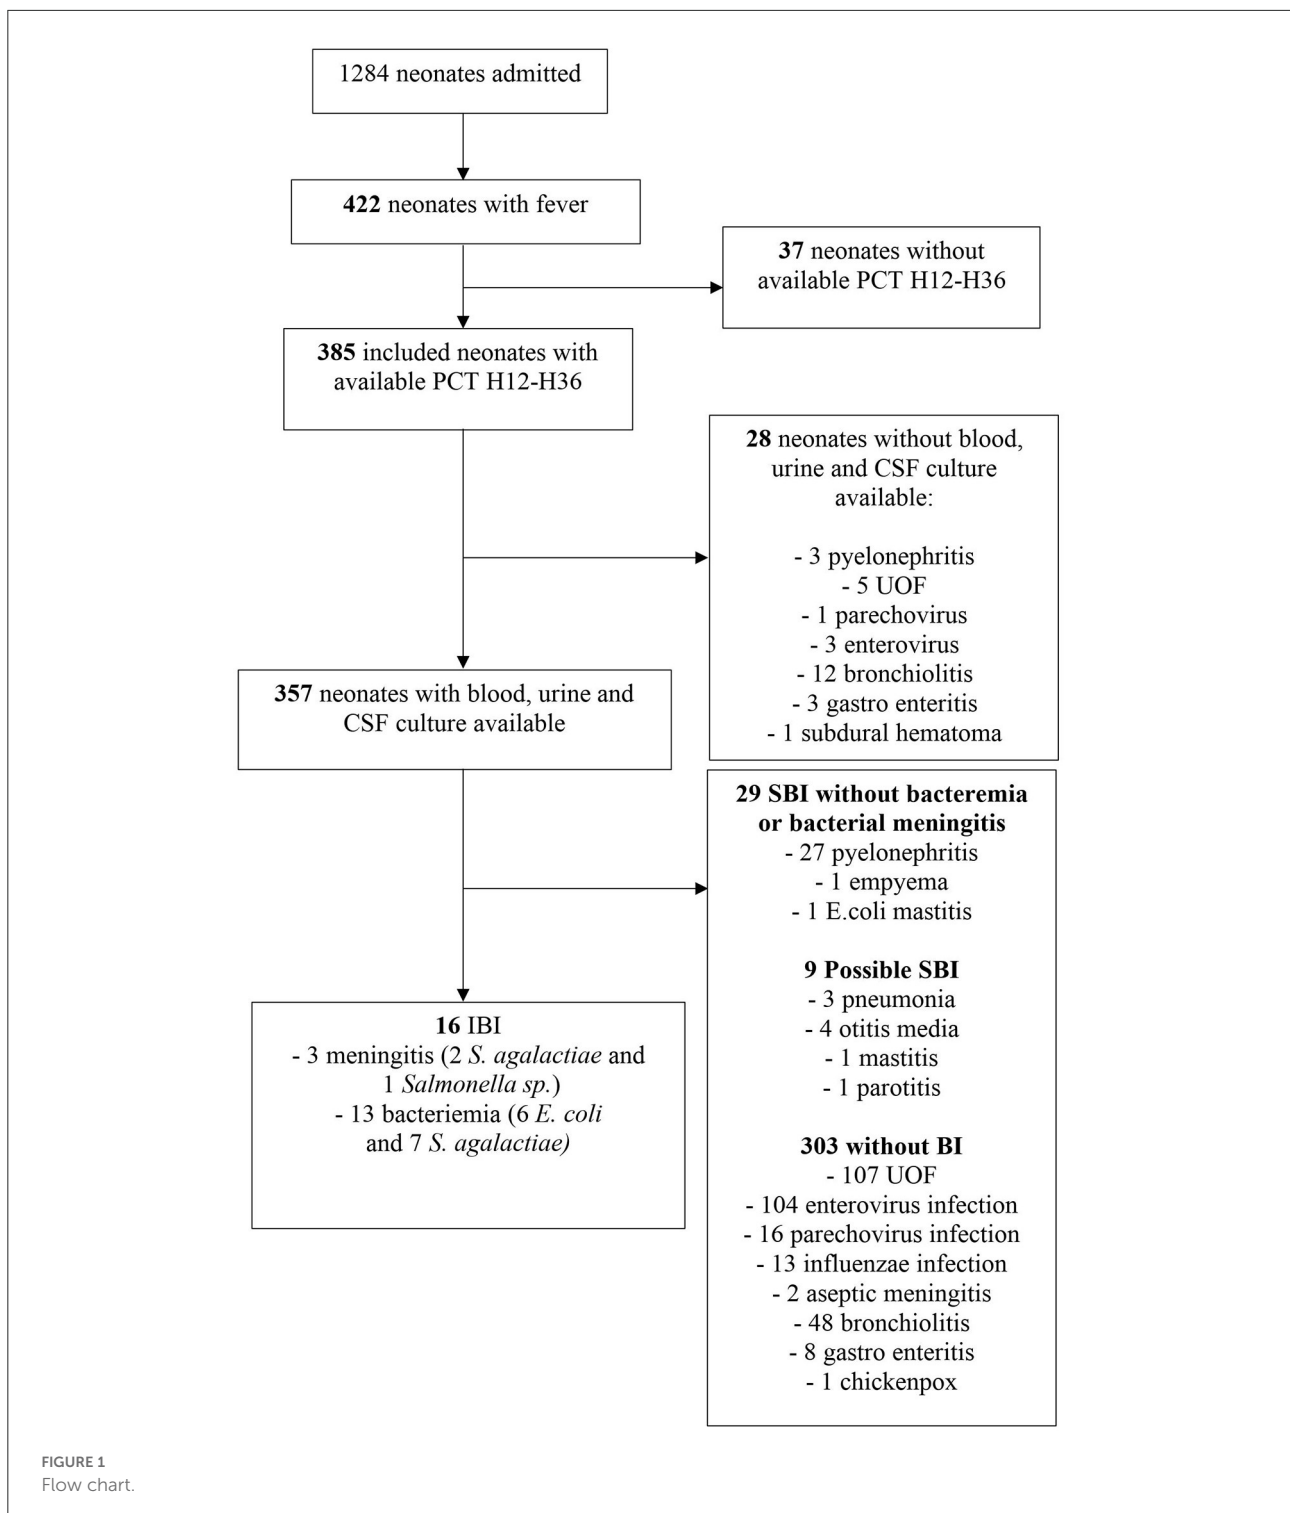 1284 neonates admitted
422 neonates with fever
37 neonates without
available PCT H12-H36
385 included neonates with
available PCT H12-H36
28 neonates without blood,
urine and CSF culture
available:
- 3 pyelonephritis
- 5 UOF
- 1 parechovirus
- 3 enterovirus
- 12 bronchiolitis
- 3 gastro enteritis
- 1 subdural hematoma
357 neonates with blood, urine and
CSF culture available
29 SBI without bacteremia
or bacterial meningitis
- 27 pyelonephritis
- 1 empyema
- 1 E.coli mastitis
9 Possible SBI
- 3 pneumonia
- 4 otitis media
- 1 mastitis
- 1 parotitis
303 without BI
- 107 UOF
- 104 enterovirus infection
- 16 parechovirus infection
- 13 influenzae infection
- 2 aseptic meningitis
- 48 bronchiolitis
- 8 gastro enteritis
- 1 chickenpox
16 IBI
- 3 meningitis (2 S. agalactiae and
1 Salmonella sp.)
- 13 bacteriemia (6 E. coli
and 7 S. agalactiae)
FIGURE 1
Flow chart.